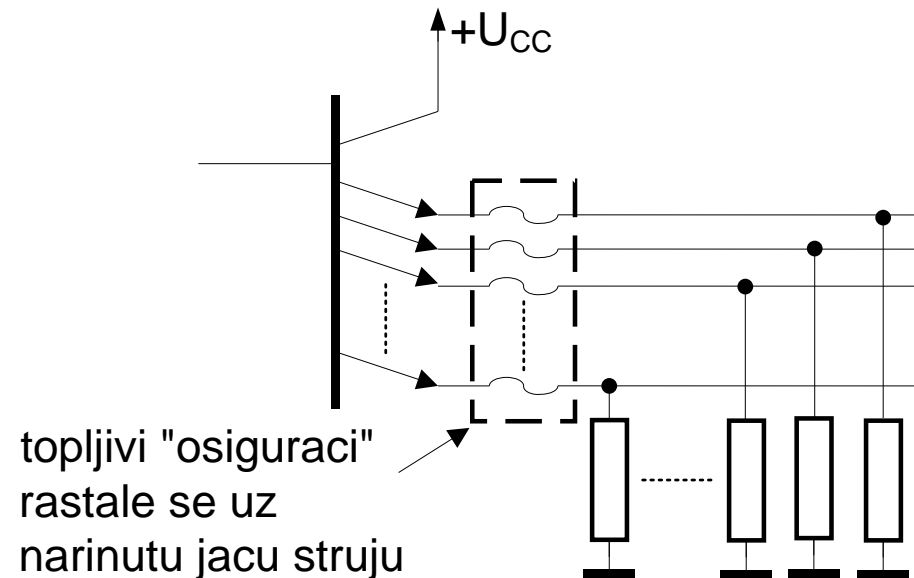 +UCC
topljivi "osiguraci"
rastale se uz
narinutu jacu struju